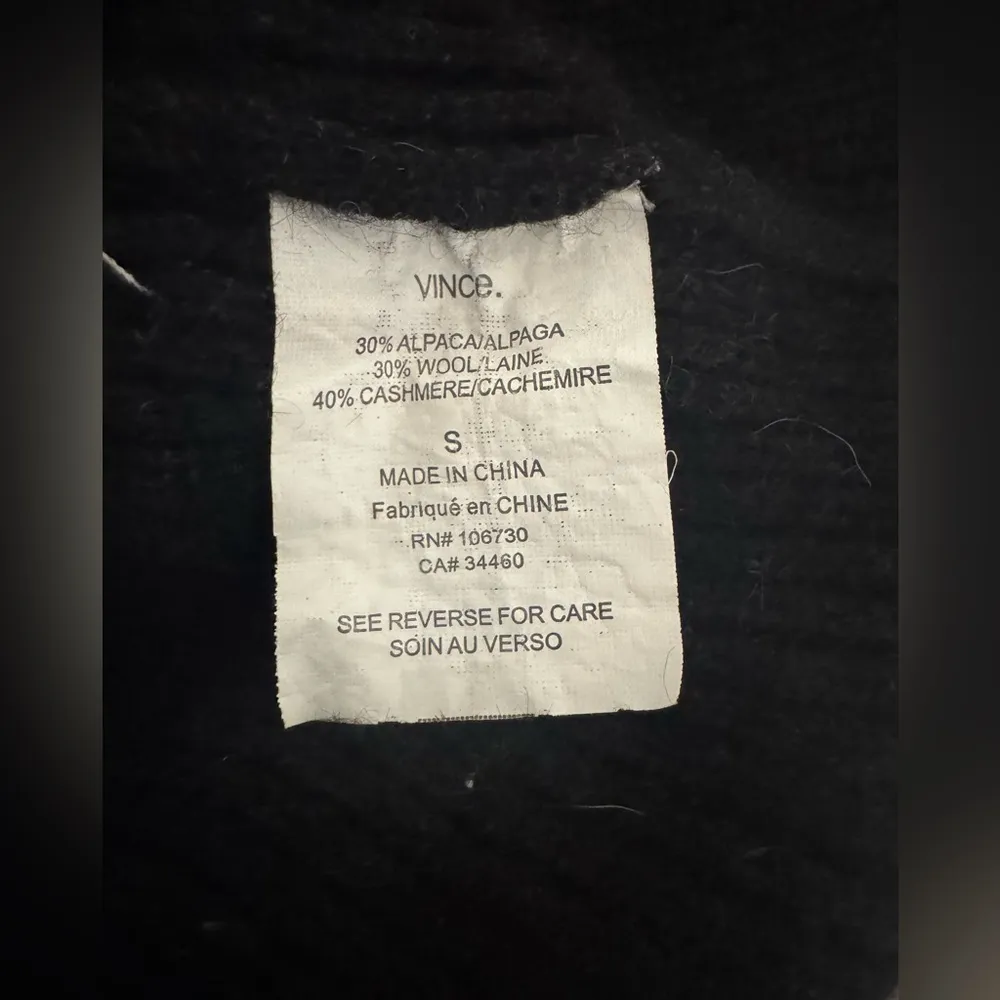 VINCe.
30% ALPACA/ALPAGA
30% WOOL/LAINE
40% CASHMERE/CACHEMIRE
S
MADE IN CHINA
Fabriqué en CHINE
RN# 106730
CA# 34460
SEE REVERSE FOR CARE
SOIN AU VERSO